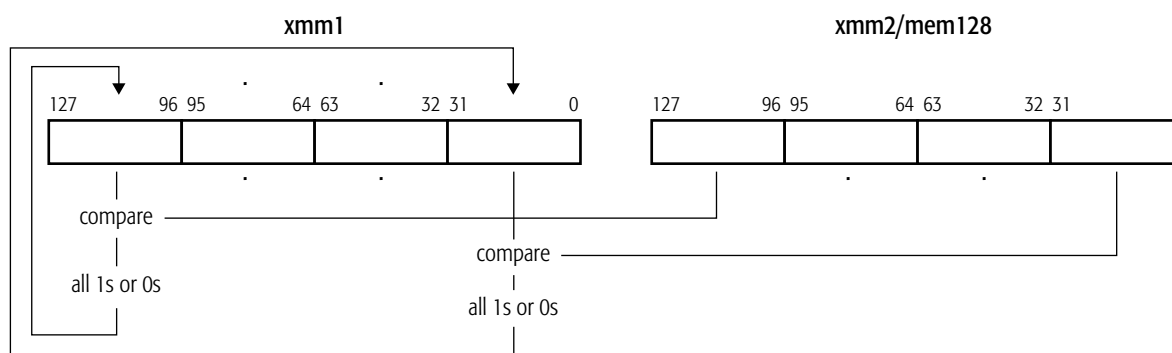 xmm1 xmm2/mem128
. .
127 96 95 64 63 32 31 0 127 96 95 64 63 32 31
. . . .
compare
compare
all 1s or 0s
all 1s or 0s